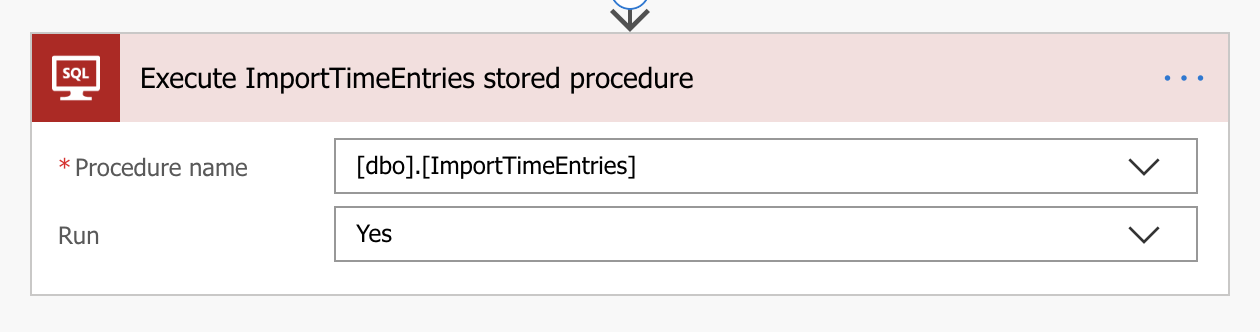 SQL
Execute ImportTimeEntries stored procedure
* Procedure name
[dbo].[ImportTimeEntries]
Run
Yes